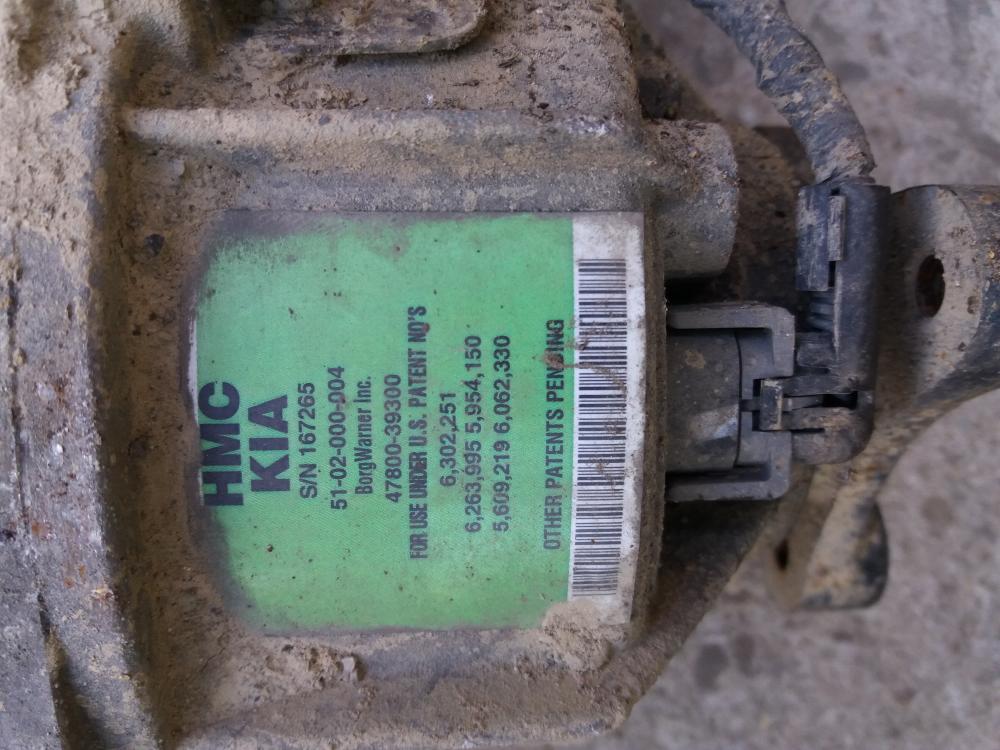 HMC
KIA
S/N 167265
51-02-000-004
BorgWarner Inc.
47800-39300
FOR USE UNDER U.S. PATENT NO'S
6,302,251
6,263,995 5,954,150
5,609,219 6,062,330
OTHER PATENTS PENDING